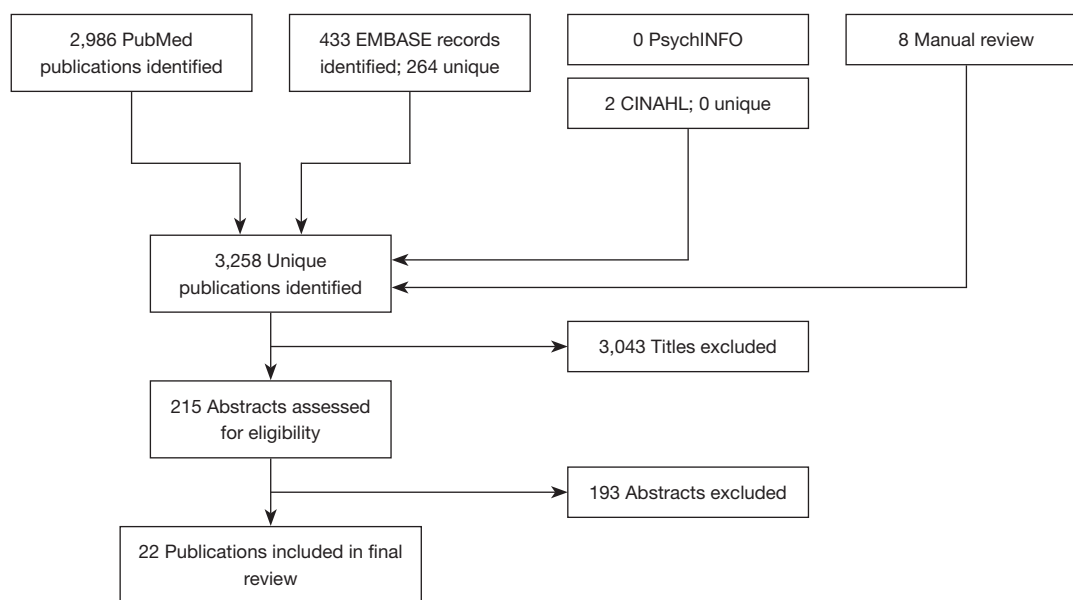 2,986 PubMed
publications identified
433 EMBASE records
identified; 264 unique
0 PsychINFO
2 CINAHL; 0 unique
8 Manual review
3,258 Unique
publications identified
3,043 Titles excluded
215 Abstracts assessed
for eligibility
193 Abstracts excluded
22 Publications included in final
review